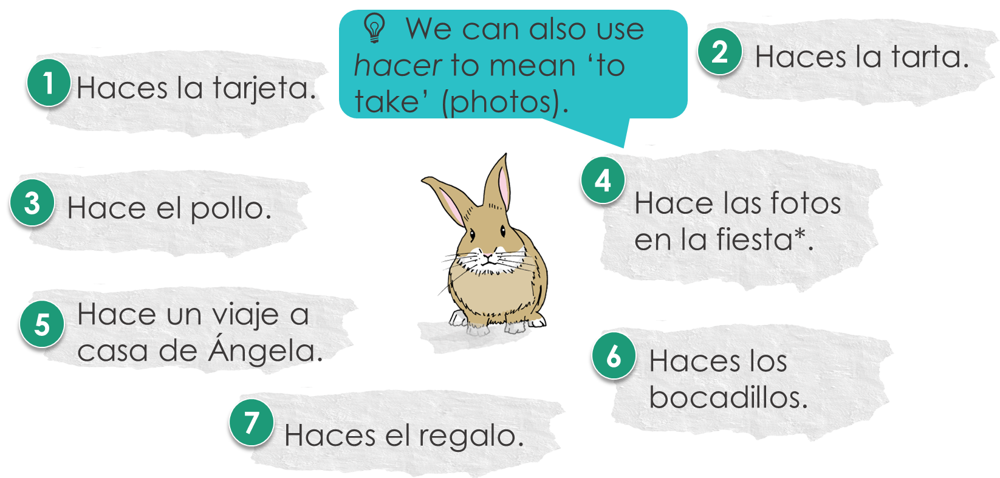 1
Haces la tarjeta.
We can also use
hacer to mean ‘to
take’ (photos).
2
Haces la tarta.
3
Hace el pollo.
4
Hace las fotos
en la fiesta*.
5
Hace un viaje a
casa de Ángela.
6
Haces los
bocadillos.
7
Haces el regalo.